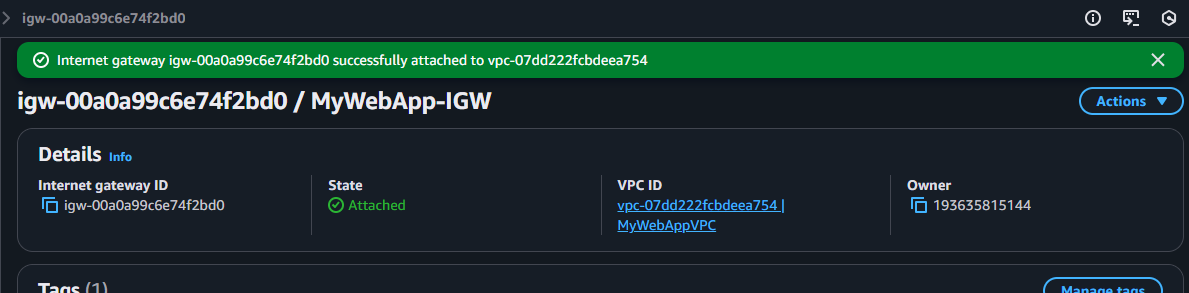 igw-00a0a99c6e74f2bd0
Internet gateway igw-00a0a99c6e74f2bd0 successfully attached to vpc-07dd222fcbdeea754
igw-00a0a99c6e74f2bd0 / MyWebApp-IGW
Actions
Details Info
Internet gateway ID
igw-00a0a99c6e74f2bd0
State
Attached
VPC ID
vpc-07dd222fcbdeea754 |
MyWebAppVPC
Owner
193635815144
Tags (1)
Manage tags